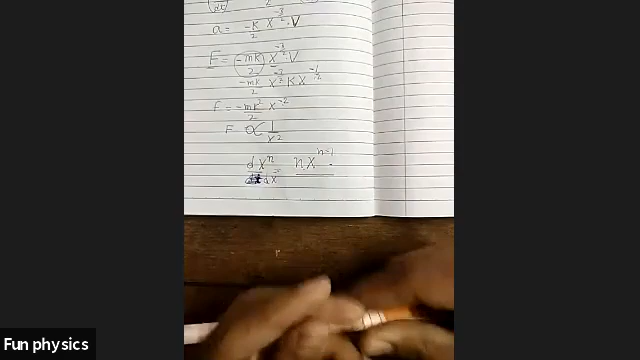 a = -K/2 x^-3/2 . V
F = -mK/2 x^-3/2 V
-mK/2 x^-3/2 K x^-1/2
F = -mK²/2 x^-2
F ∝ 1/x²
dx^n/dx = nx^n-1
Fun physics